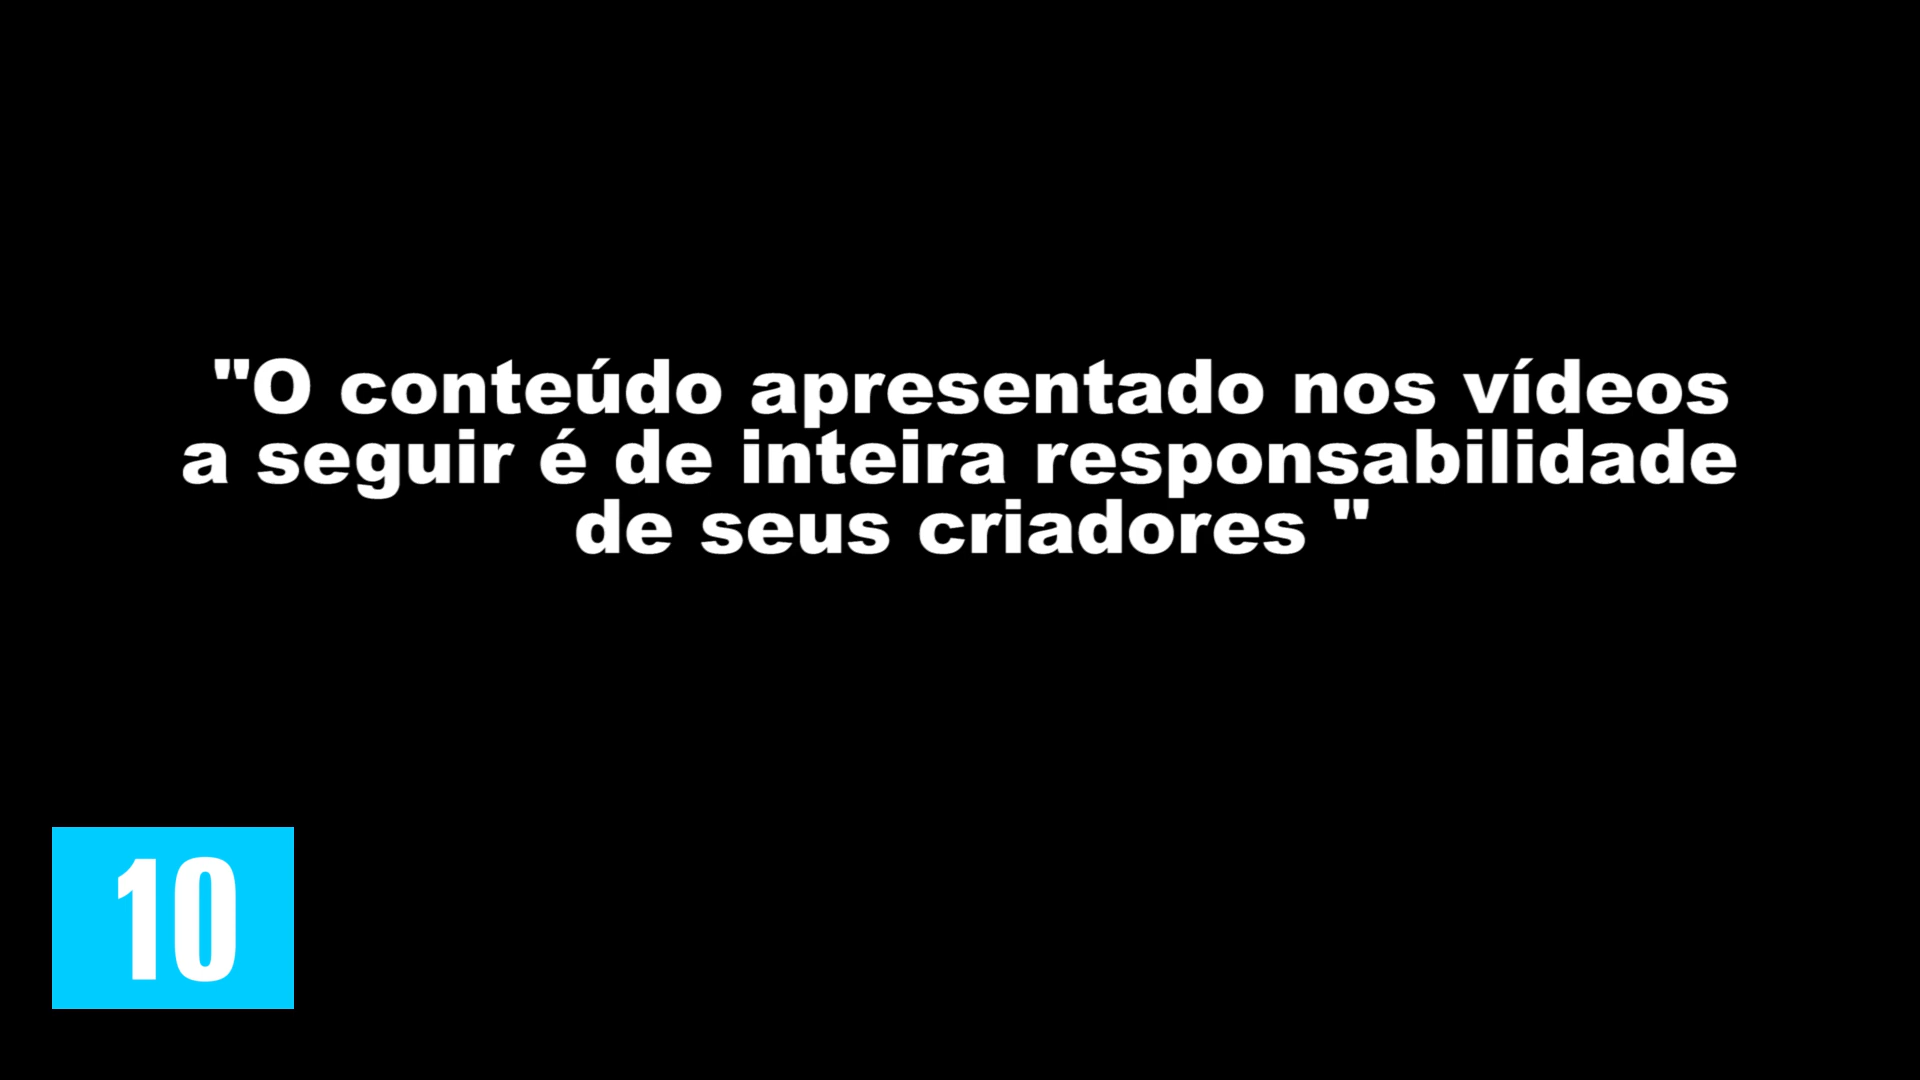 "O conteúdo apresentado nos vídeos
a seguir é de inteira responsabilidade
de seus criadores "
10